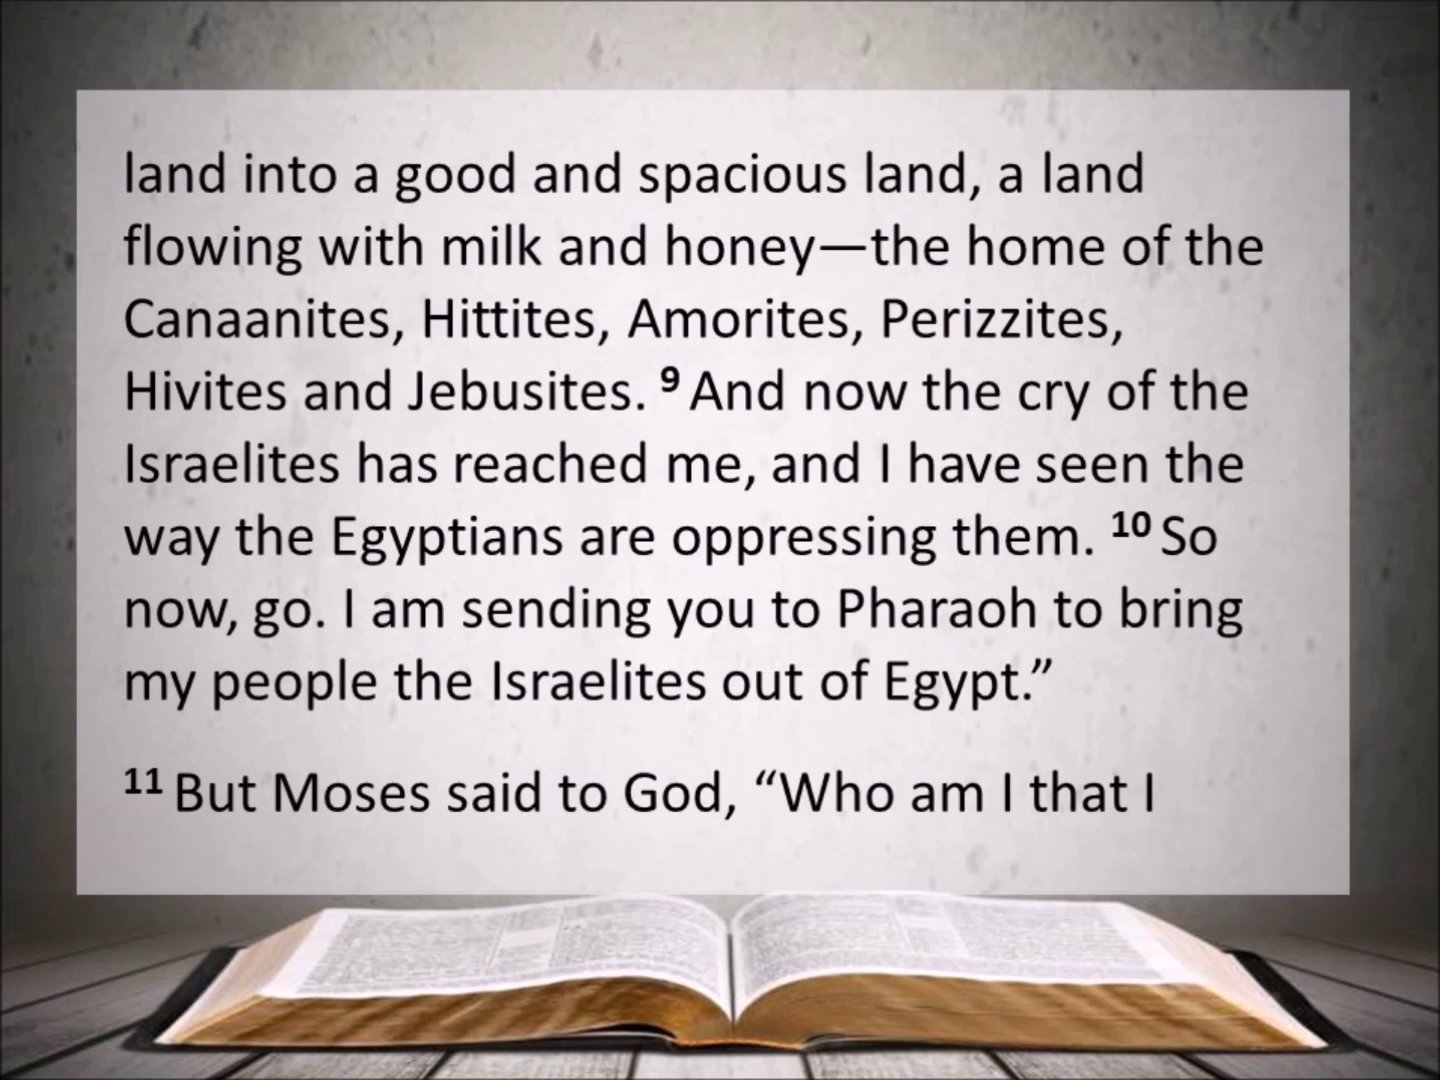 land into a good and spacious land, a land
flowing with milk and honey—the home of the
Canaanites, Hittites, Amorites, Perizzites,
Hivites and Jebusites. 9 And now the cry of the
Israelites has reached me, and I have seen the
way the Egyptians are oppressing them. 10 So
now, go. I am sending you to Pharaoh to bring
my people the Israelites out of Egypt.”
11 But Moses said to God, “Who am I that I